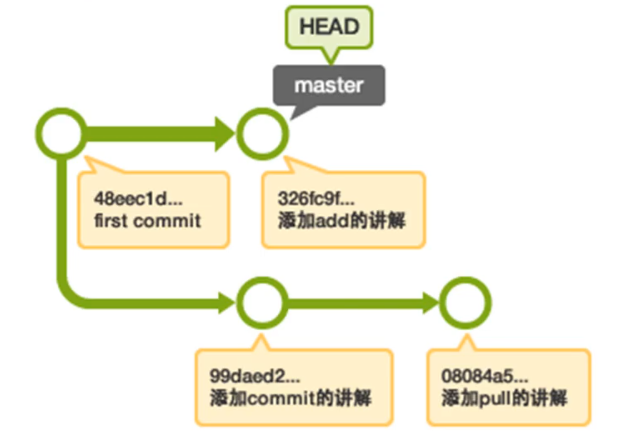 HEAD
master
48eec1d...
first commit
326fc9f...
添加add的讲解
99daed2...
添加commit的讲解
08084a5...
添加pull的讲解